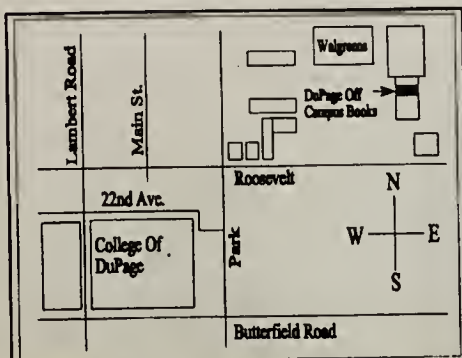 Lambert Road
Main St.
Walgreens
DuPage Off
Campus Books
Roosevelt
22nd Ave.
N
College Of
DuPage
Park
W
E
S
Butterfield Road